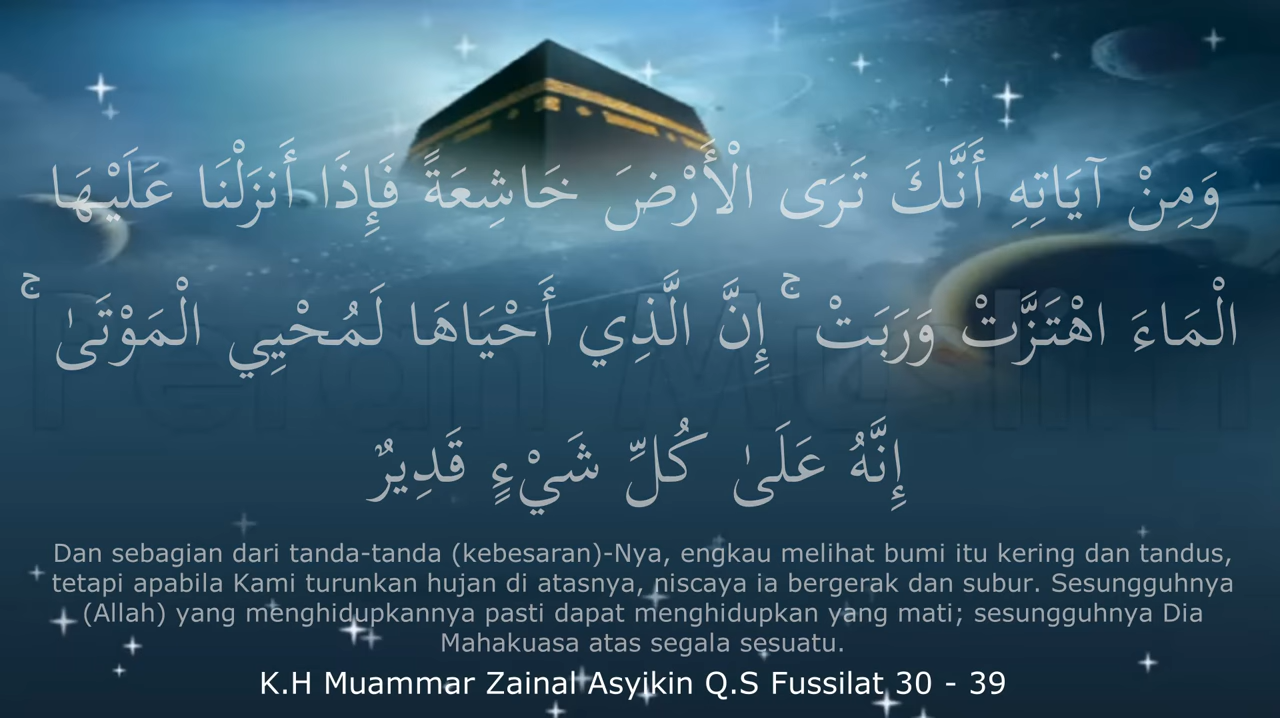 وَمِنْ آيَاتِهِ أَنَّكَ تَرَى الْأَرْضَ خَاشِعَةً فَإِذَا أَنزَلْنَا عَلَيْهَا
الْمَاءَ اهْتَزَّتْ وَرَبَتْ ۚ إِنَّ الَّذِي أَحْيَاهَا لَمُحْيِي الْمَوْتَىٰ ۚ
إِنَّهُ عَلَىٰ كُلِّ شَيْءٍ قَدِيرٌ
Dan sebagian dari tanda-tanda (kebesaran)-Nya, engkau melihat bumi itu kering dan tandus,
tetapi apabila Kami turunkan hujan di atasnya, niscaya ia bergerak dan subur. Sesungguhnya
(Allah) yang menghidupkannya pasti dapat menghidupkan yang mati; sesungguhnya Dia
Mahakuasa atas segala sesuatu.
K.H Muammar Zainal Asyikin Q.S Fussilat 30 - 39